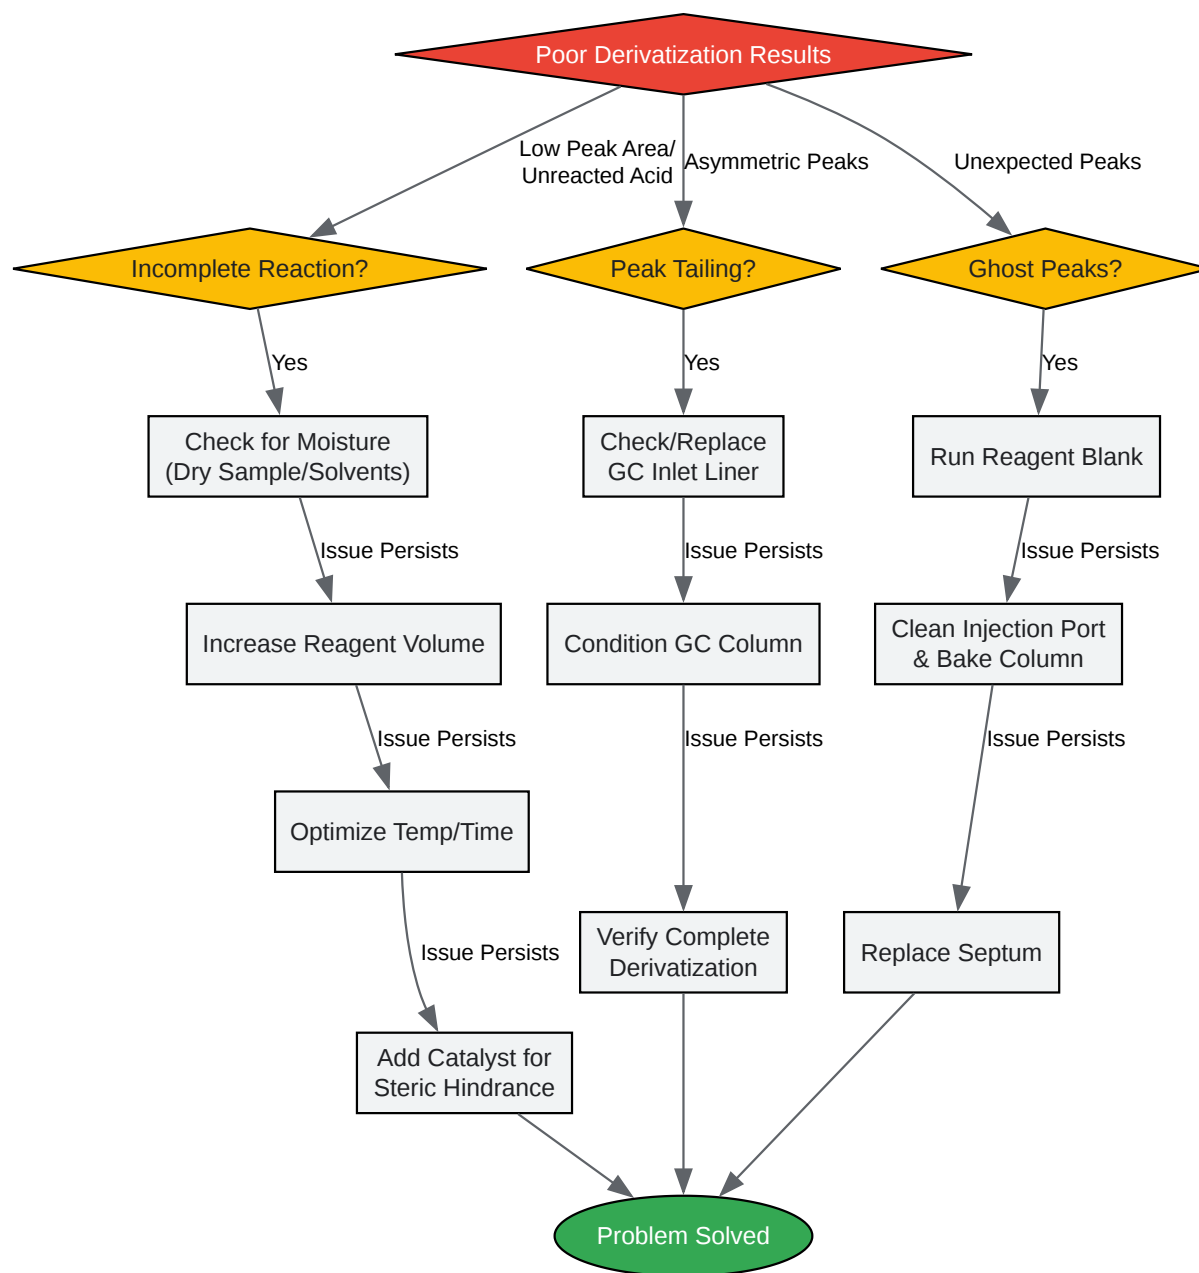 Poor Derivatization Results
Low Peak Area/
Unreacted Acid
Asymmetric Peaks
Unexpected Peaks
Incomplete Reaction?
Peak Tailing?
Ghost Peaks?
Yes
Yes
Yes
Check for Moisture
(Dry Sample/Solvents)
Check/Replace
GC Inlet Liner
Run Reagent Blank
Issue Persists
Issue Persists
Issue Persists
Increase Reagent Volume
Condition GC Column
Clean Injection Port
& Bake Column
Issue Persists
Issue Persists
Issue Persists
Optimize Temp/Time
Verify Complete
Derivatization
Replace Septum
Issue Persists
Add Catalyst for
Steric Hindrance
Problem Solved